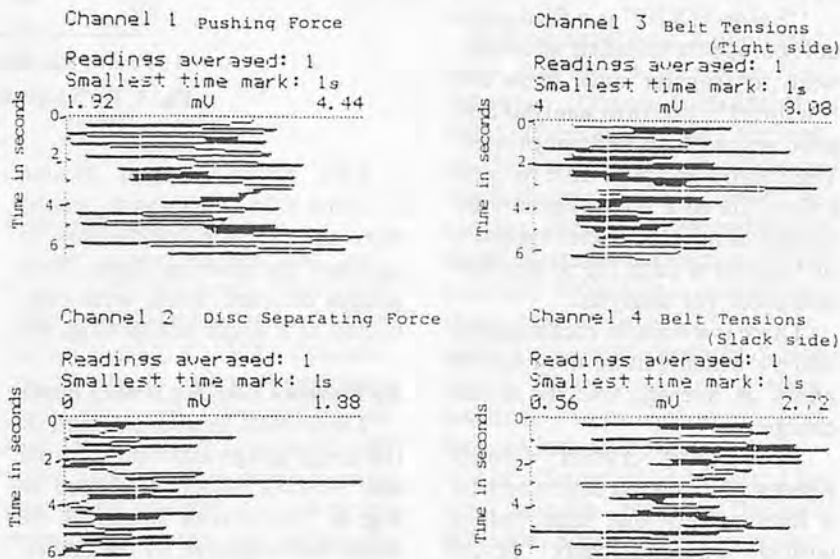 Channel 1 Pushing Force
Readings averaged: 1
Smallest time mark: 1s
1.92 mV 4.44
0
2
4
6
Time in seconds
Channel 3 Belt Tensions
(Tight side)
Readings averaged: 1
Smallest time mark: 1s
4 mV 8.08
0
2
4
6
Time in seconds
Channel 2 Disc Separating Force
Readings averaged: 1
Smallest time mark: 1s
0 mV 1.88
0
2
4
6
Time in seconds
Channel 4 Belt Tensions
(Slack side)
Readings averaged: 1
Smallest time mark: 1s
0.56 mV 2.72
0
2
4
6
Time in seconds